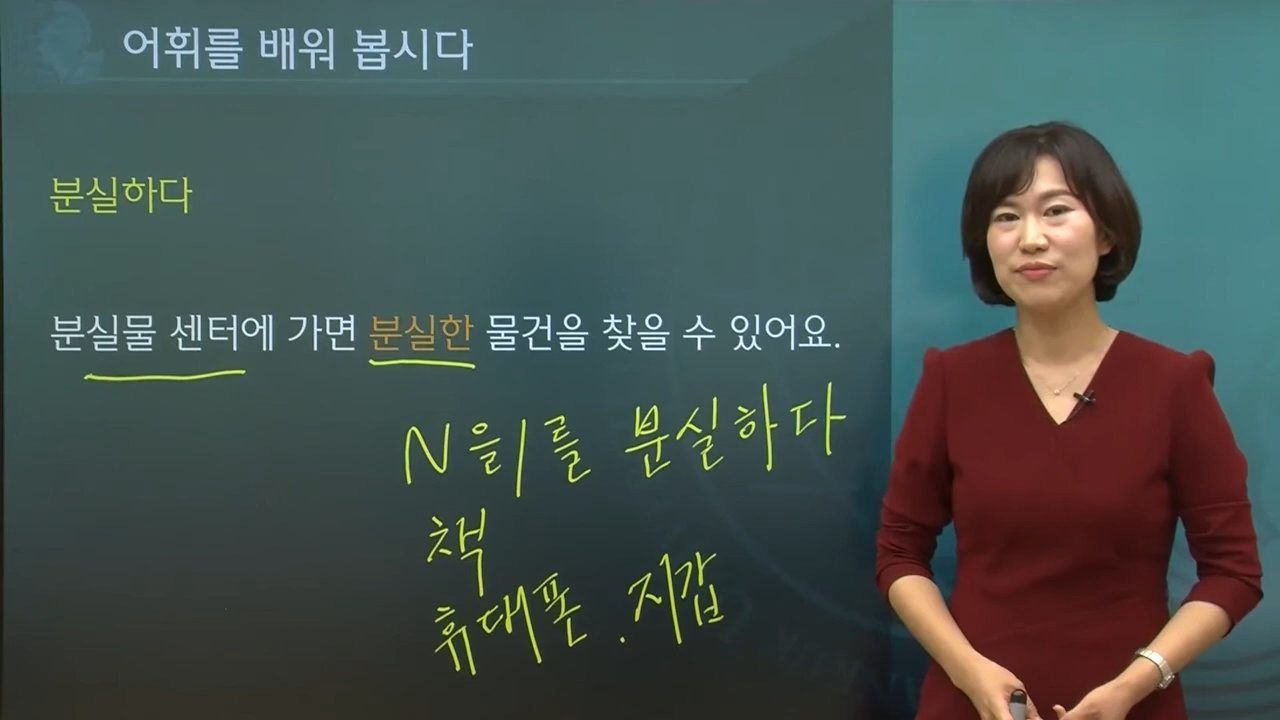 어휘를 배워 봅시다
분실하다
분실물 센터에 가면 분실한 물건을 찾을 수 있어요.
N을/를 분실하다
책
휴대폰. 지갑